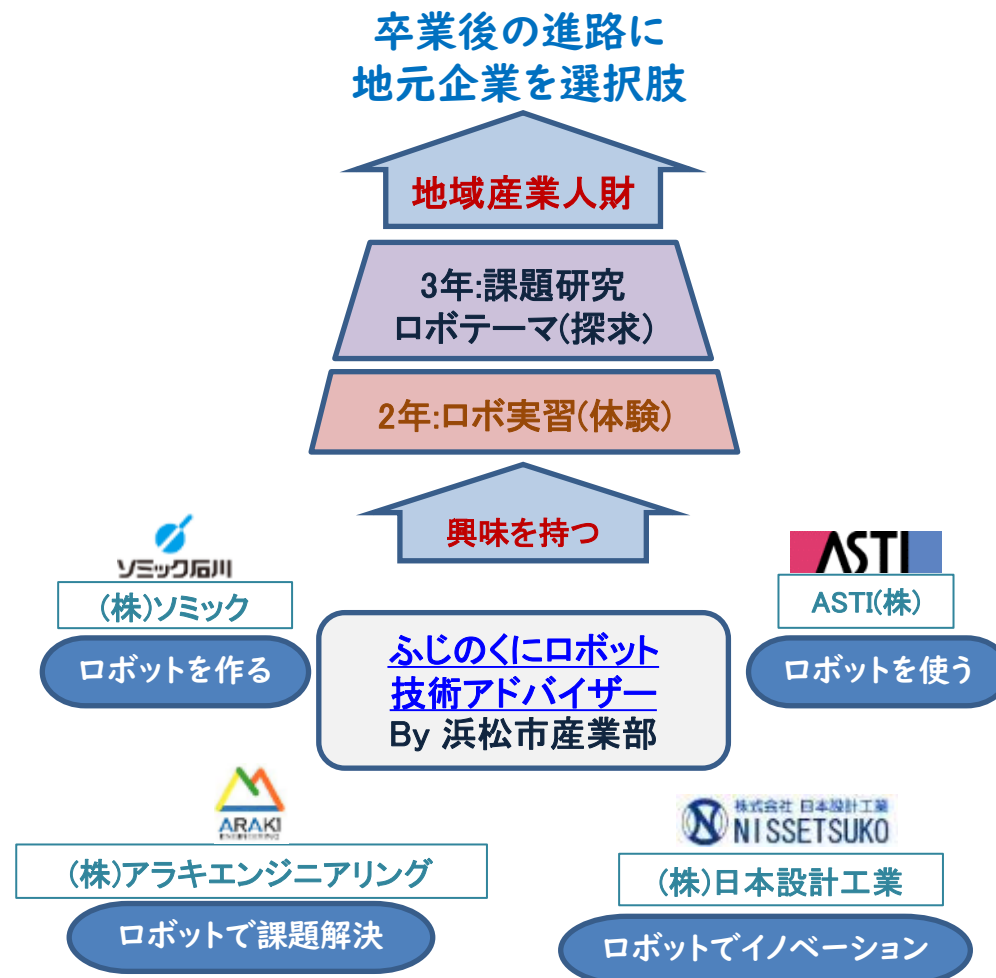 卒業後の進路に
地元企業を選択肢
地域産業人財
3年:課題研究
ロボテーマ(探求)
2年:ロボ実習(体験)
興味を持つ
ソミック石川
(株)ソミック
ロボットを作る
ASTI
ASTI(株)
ロボットを使う
ふじのくにロボット
技術アドバイザー
By 浜松市産業部
ARAKI
ENGINEERING
(株)アラキエンジニアリング
ロボットで課題解決
株式会社 日本設計工業
NISSETSUKO
(株)日本設計工業
ロボットでイノベーション